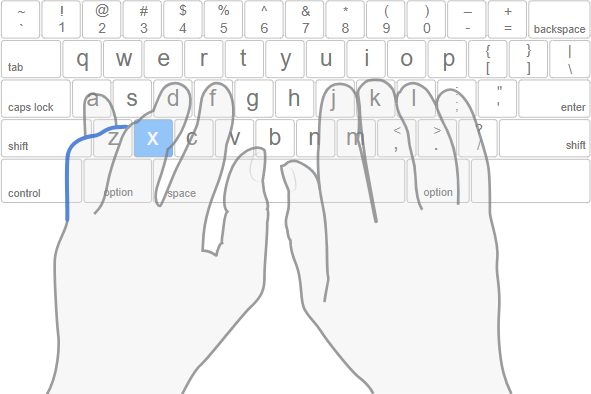 ~ ! @ # $ % ^ & * ( ) – +
` 1 2 3 4 5 6 7 8 9 0 - = backspace
tab q w e r t y u i o p { [ } ] | \
caps lock a s d f g h j k l : ; " ' enter
shift z x c v b n m < , > . ? / shift
control option space option